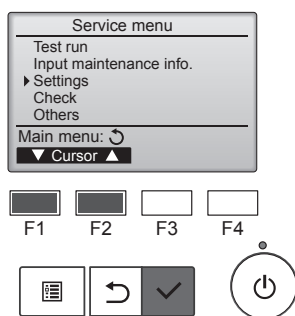 Service menu
Test run
Input maintenance info.
Settings
Check
Others
Main menu:
▼ Cursor ▲
F1 F2 F3 F4